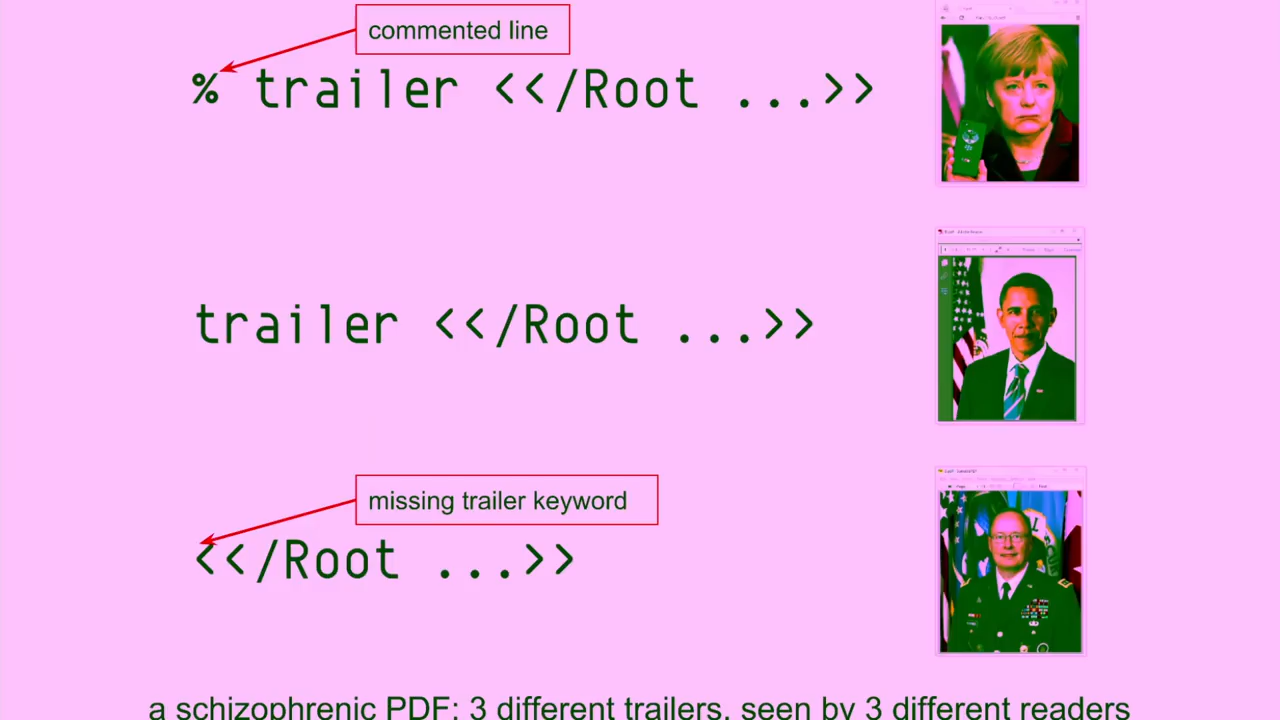 commented line
% trailer <</Root ...>>
trailer <</Root ...>>
missing trailer keyword
<</Root ...>>
a schizophrenic PDF: 3 different trailers, seen by 3 different readers